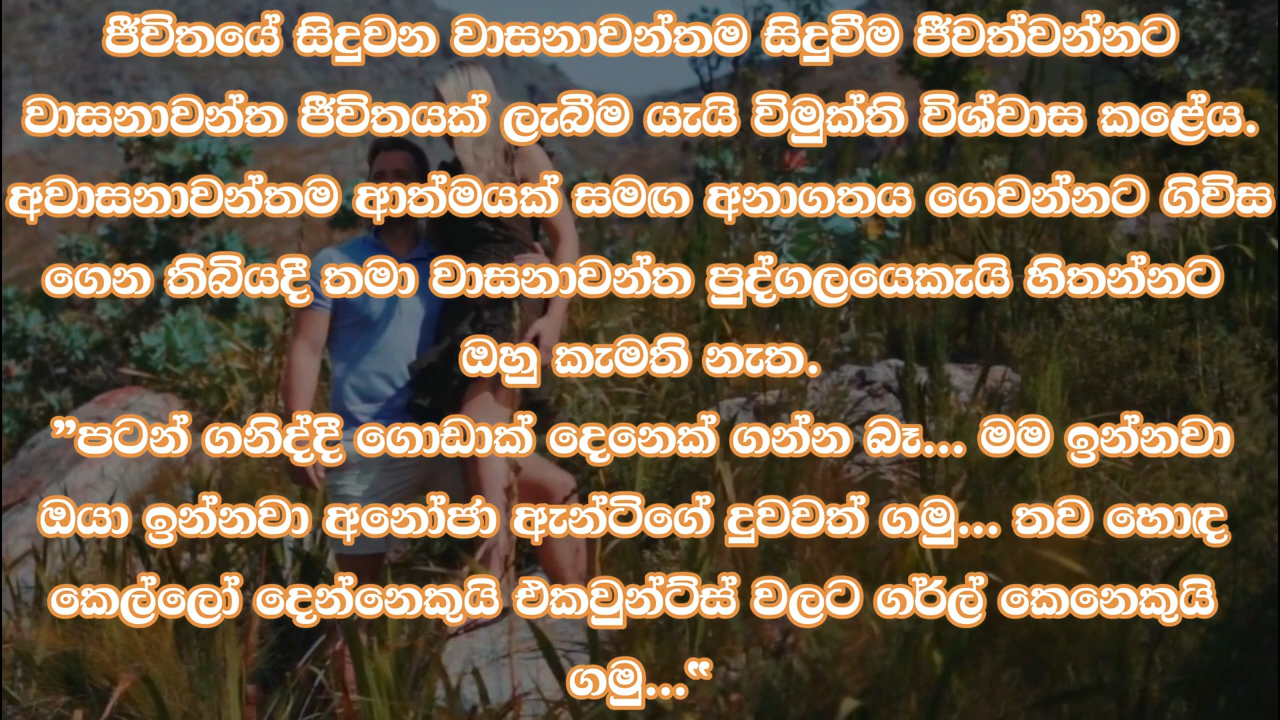 ජීවිතයේ සිදුවන වාසනාවන්තම සිදුවීම ජීවත්වන්නට
වාසනාවන්ත ජීවිතයක් ලැබීම යැයි විමුක්ති විශ්වාස කළේය.
අවාසනාවන්තම ආත්මයක් සමඟ අනාගතය ගෙවන්නට ගිවිස
ගෙන තිබියදී තමා වාසනාවන්ත පුද්ගලයෙකැයි හිතන්නට
ඔහු කැමති නැත.
”පටන් ගනිද්දී ගොඩාක් දෙනෙක් ගන්න බෑ... මම ඉන්නවා
ඔයා ඉන්නවා අනෝජා ඇන්ටිගේ දුවවත් ගමු... තව හොඳ
කෙල්ලෝ දෙන්නෙකුයි එකවුන්ට්ස් වලට ගර්ල් කෙනෙකුයි
ගමු...“